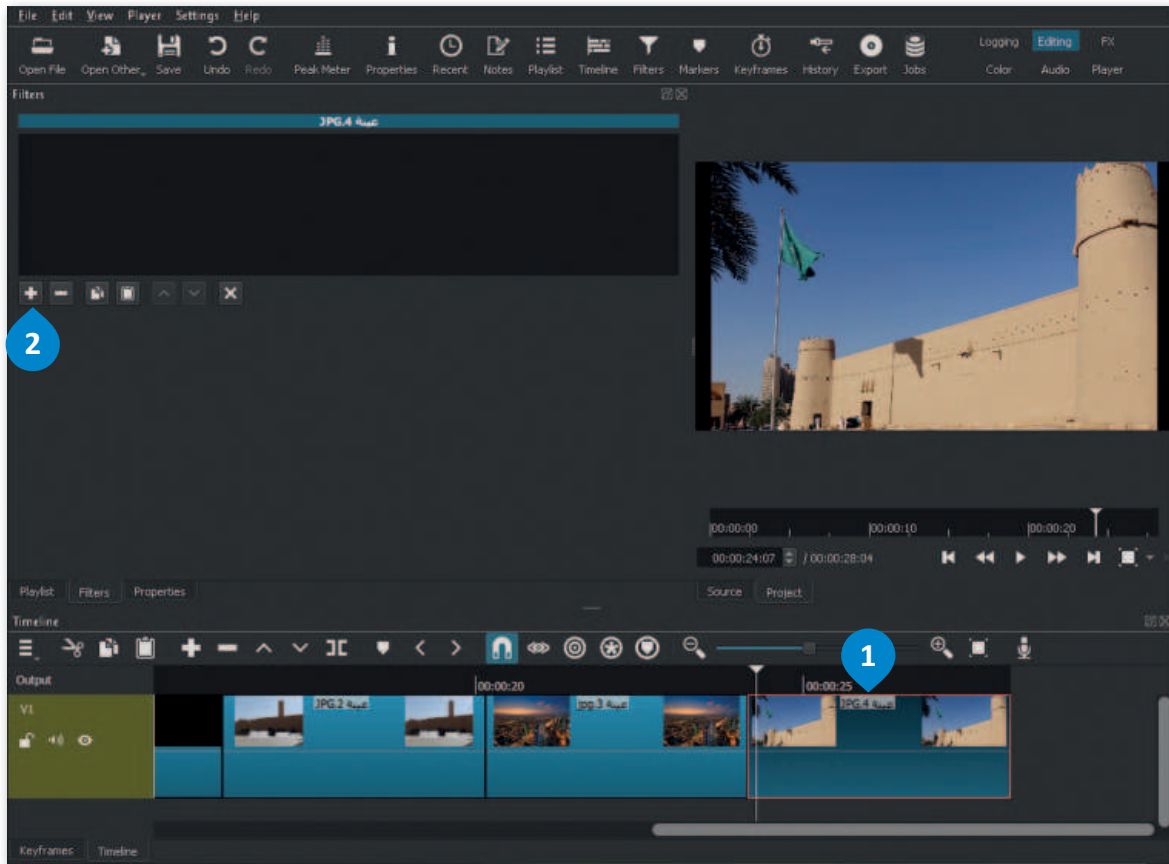 File Edit View Player Settings Help
Logging Editing FX
Open File Open Other... Save Undo Redo Peak Meter Properties Recent Notes Playlist Timeline Filters Markers Keyframes History Export Jobs Color Audio Player
Filters
عينة 4.JPG
2
00:00:00 00:00:10 00:00:20
00:00:24:07 / 00:00:28:04
Playlist Filters Properties
Source Project
Timeline
1
Output
00:00:20 00:00:25
V1
عينة 2.JPG عينة 3.jpg عينة 4.JPG
Keyframes Timeline